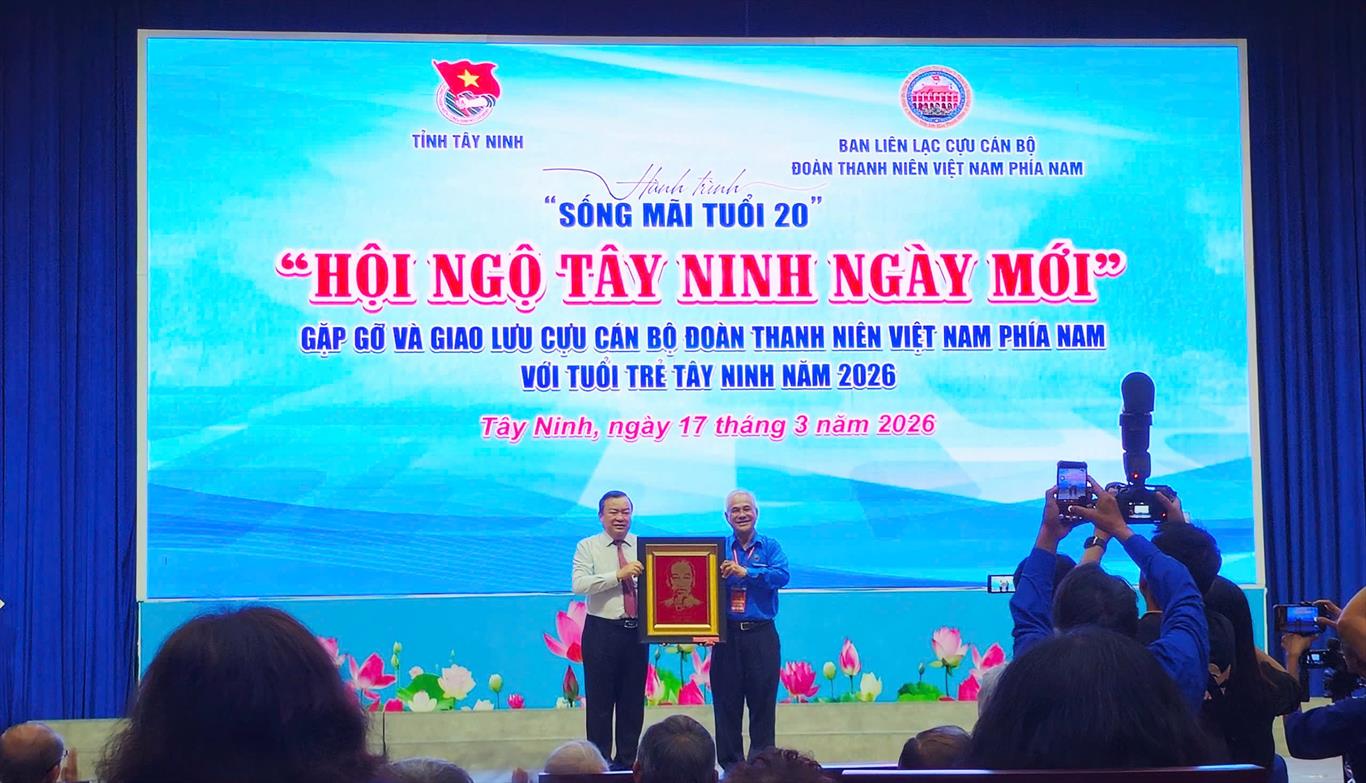 TỈNH TÂY NINH
BAN LIÊN LẠC CỰU CÁN BỘ
ĐOÀN THANH NIÊN VIỆT NAM PHÍA NAM
Hành trình
"SỐNG MÃI TUỔI 20"
"HỘI NGỘ TÂY NINH NGÀY MỚI"
GẶP GỠ VÀ GIAO LƯU CỰU CÁN BỘ ĐOÀN THANH NIÊN VIỆT NAM PHÍA NAM
VỚI TUỔI TRẺ TÂY NINH NĂM 2026
Tây Ninh, ngày 17 tháng 3 năm 2026